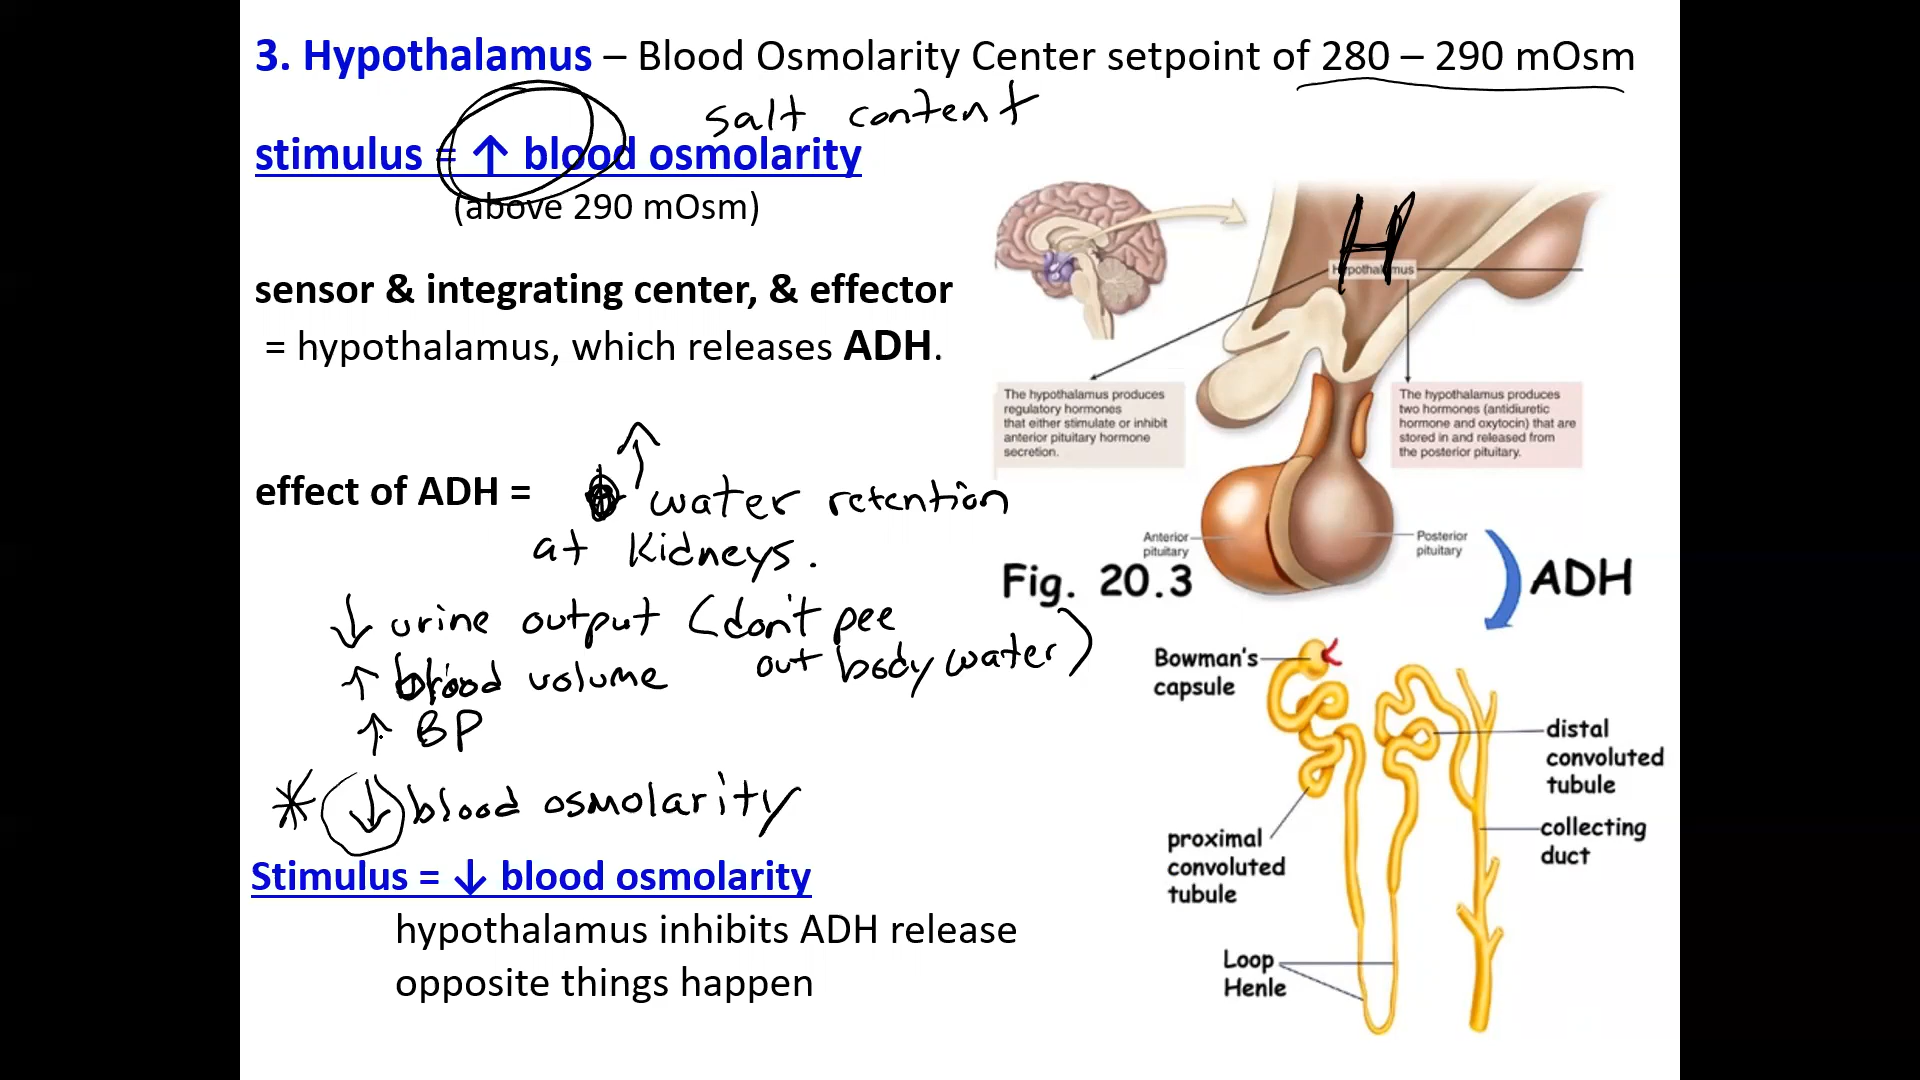 3. Hypothalamus – Blood Osmolarity Center setpoint of 280 – 290 mOsm
salt content
stimulus = ↑ blood osmolarity
(above 290 mOsm)
sensor & integrating center, & effector
= hypothalamus, which releases ADH.
effect of ADH = ↑ water retention
at Kidneys.
↓ urine output (don't pee
out body water)
↑ blood volume
↑ BP
* ↓ blood osmolarity
Stimulus = ↓ blood osmolarity
hypothalamus inhibits ADH release
opposite things happen
H
Hypothalamus
The hypothalamus produces
regulatory hormones
that either stimulate or inhibit
anterior pituitary hormone
secretion.
The hypothalamus produces
two hormones (antidiuretic
hormone and oxytocin) that are
stored in and released from
the posterior pituitary.
Anterior
pituitary
Posterior
pituitary
Fig. 20.3
ADH
Bowman's
capsule
distal
convoluted
tubule
collecting
duct
proximal
convoluted
tubule
Loop
Henle